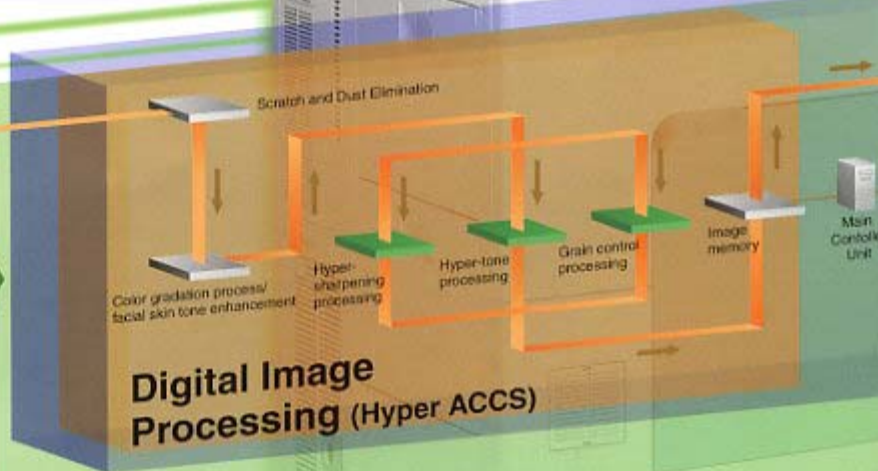 Scratch and Dust Elimination
Color gradation process/
facial skin tone enhancement
Hyper-
sharpening
processing
Hyper-tone
processing
Grain control
processing
Image
memory
Main
Unit
Digital Image
Processing (Hyper ACCS)